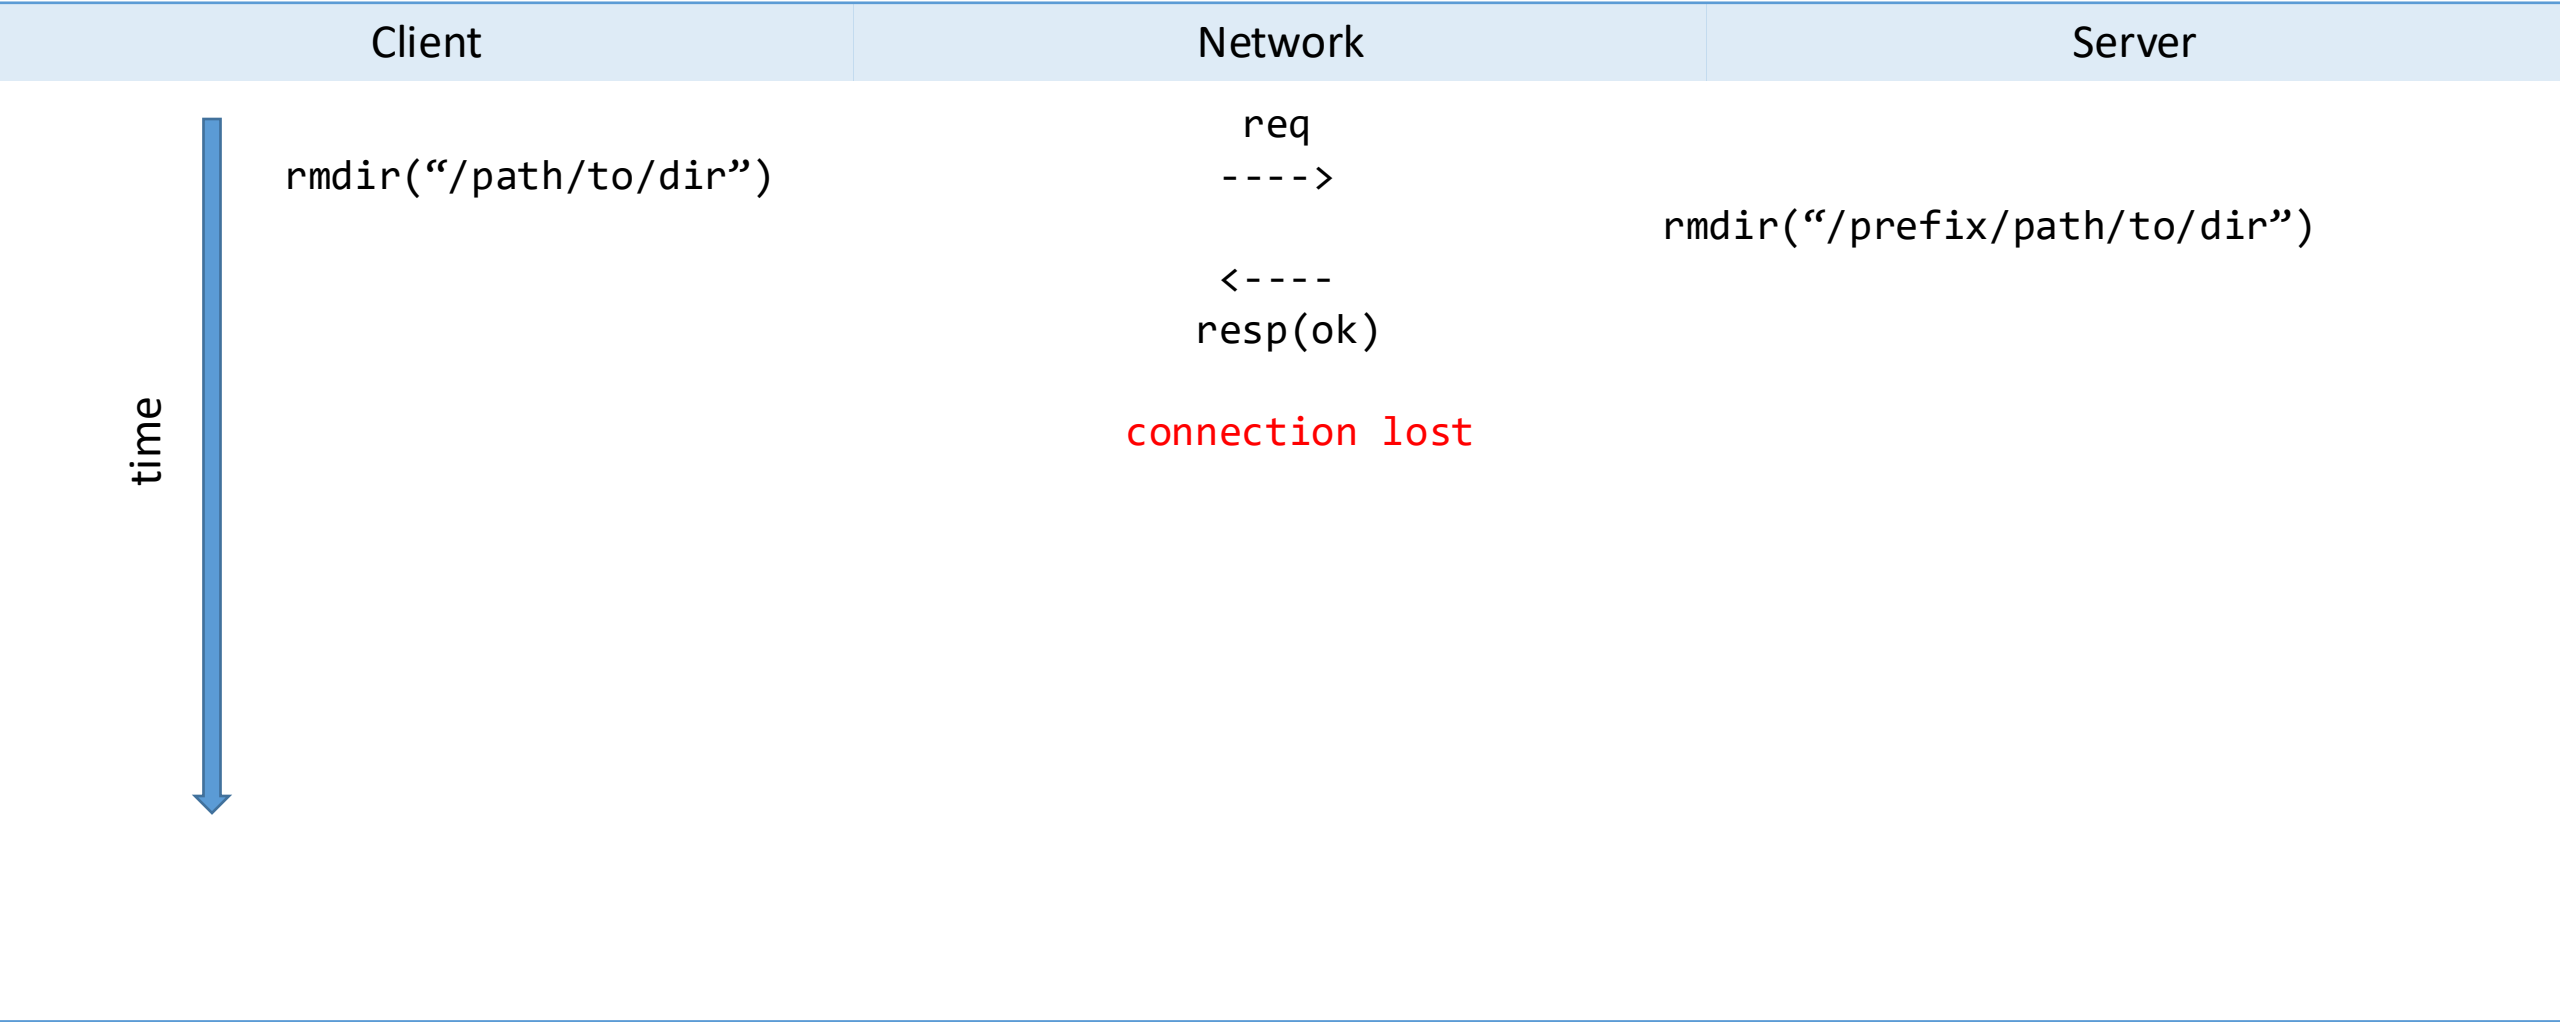 Client Network Server
req
rmdir(“/path/to/dir”) ---->
rmdir(“/prefix/path/to/dir”)
<----
resp(ok)
connection lost
time